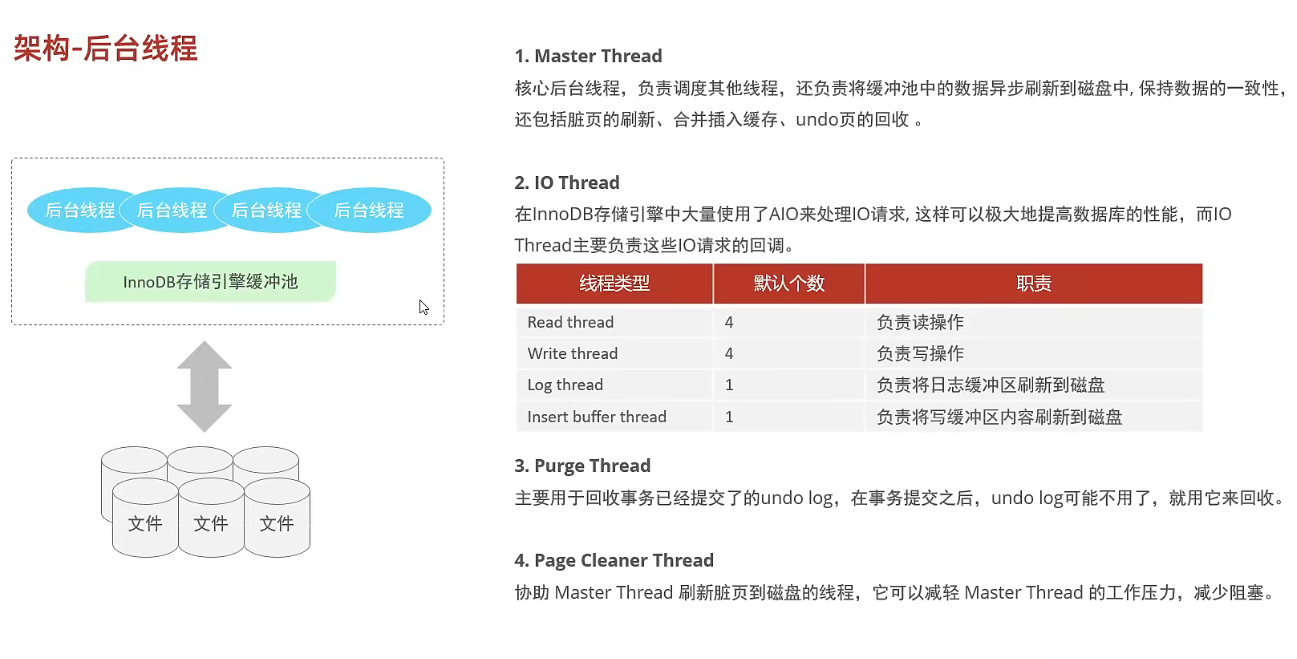 架构-后台线程
后台线程 后台线程 后台线程 后台线程
InnoDB存储引擎缓冲池
文件 文件 文件
1. Master Thread
核心后台线程，负责调度其他线程，还负责将缓冲池中的数据异步刷新到磁盘中, 保持数据的一致性，
还包括脏页的刷新、合并插入缓存、undo页的回收 。
2. IO Thread
在InnoDB存储引擎中大量使用了AIO来处理IO请求, 这样可以极大地提高数据库的性能，而IO
Thread主要负责这些IO请求的回调。
线程类型 默认个数 职责
Read thread 4 负责读操作
Write thread 4 负责写操作
Log thread 1 负责将日志缓冲区刷新到磁盘
Insert buffer thread 1 负责将写缓冲区内容刷新到磁盘
3. Purge Thread
主要用于回收事务已经提交了的undo log，在事务提交之后，undo log可能不用了，就用它来回收。
4. Page Cleaner Thread
协助 Master Thread 刷新脏页到磁盘的线程，它可以减轻 Master Thread 的工作压力，减少阻塞。